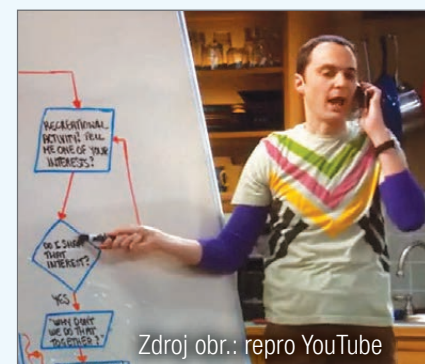 RECREATIONAL
ACTIVITY! TELL
ME ONE OF YOUR
INTERESTS?
DO I SHARE
THAT
INTEREST?
YES
"WHY DON'T
WE DO THAT
TOGETHER?"
Zdroj obr.: repro YouTube